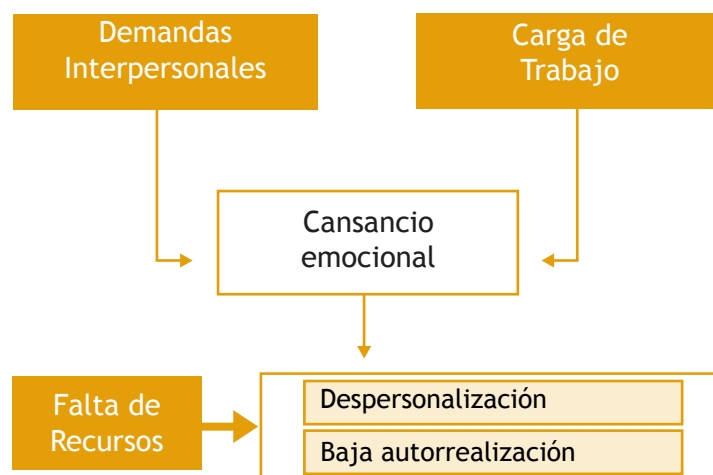 Demandas
Interpersonales
Carga de
Trabajo
Cansancio
emocional
Falta de
Recursos
Despersonalización
Baja autorrealización